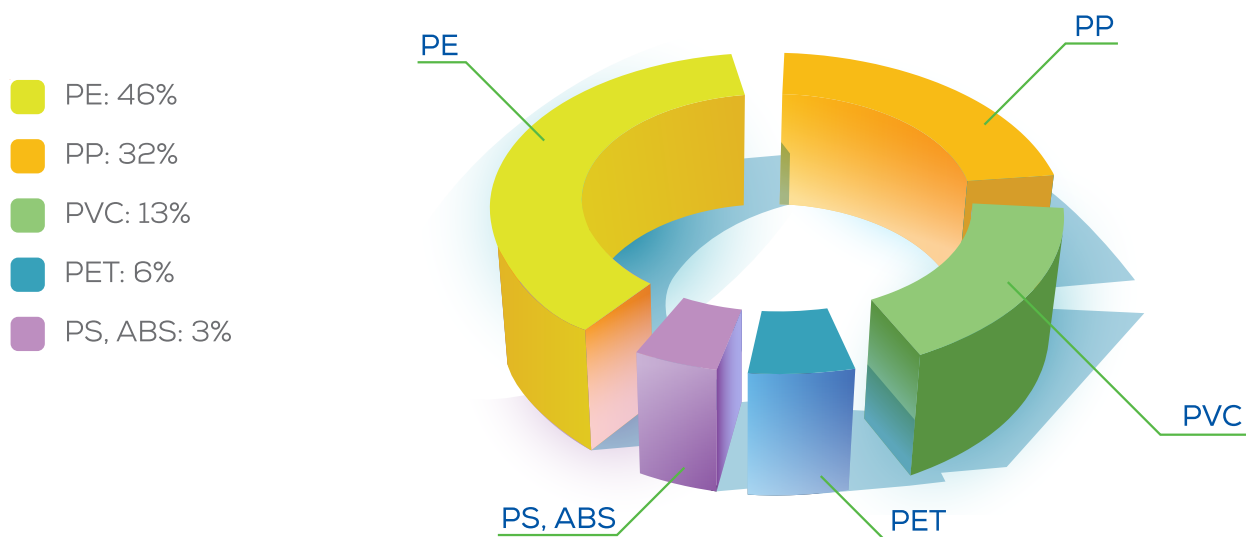 PE: 46%
PP: 32%
PVC: 13%
PET: 6%
PS, ABS: 3%
PE
PP
PVC
PS, ABS
PET